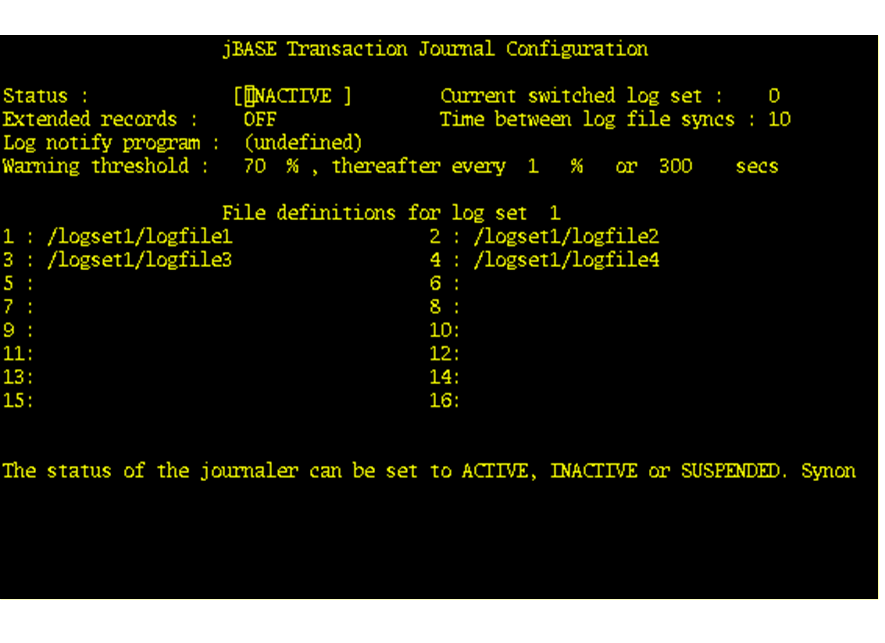 jBASE Transaction Journal Configuration
Status : [INACTIVE ] Current switched log set : 0
Extended records : OFF Time between log file syncs : 10
Log notify program : (undefined)
Warning threshold : 70 % , thereafter every 1 % or 300 secs
File definitions for log set 1
1 : /logset1/logfile1 2 : /logset1/logfile2
3 : /logset1/logfile3 4 : /logset1/logfile4
5 : 6 :
7 : 8 :
9 : 10:
11: 12:
13: 14:
15: 16:
The status of the journaler can be set to ACTIVE, INACTIVE or SUSPENDED. Synon